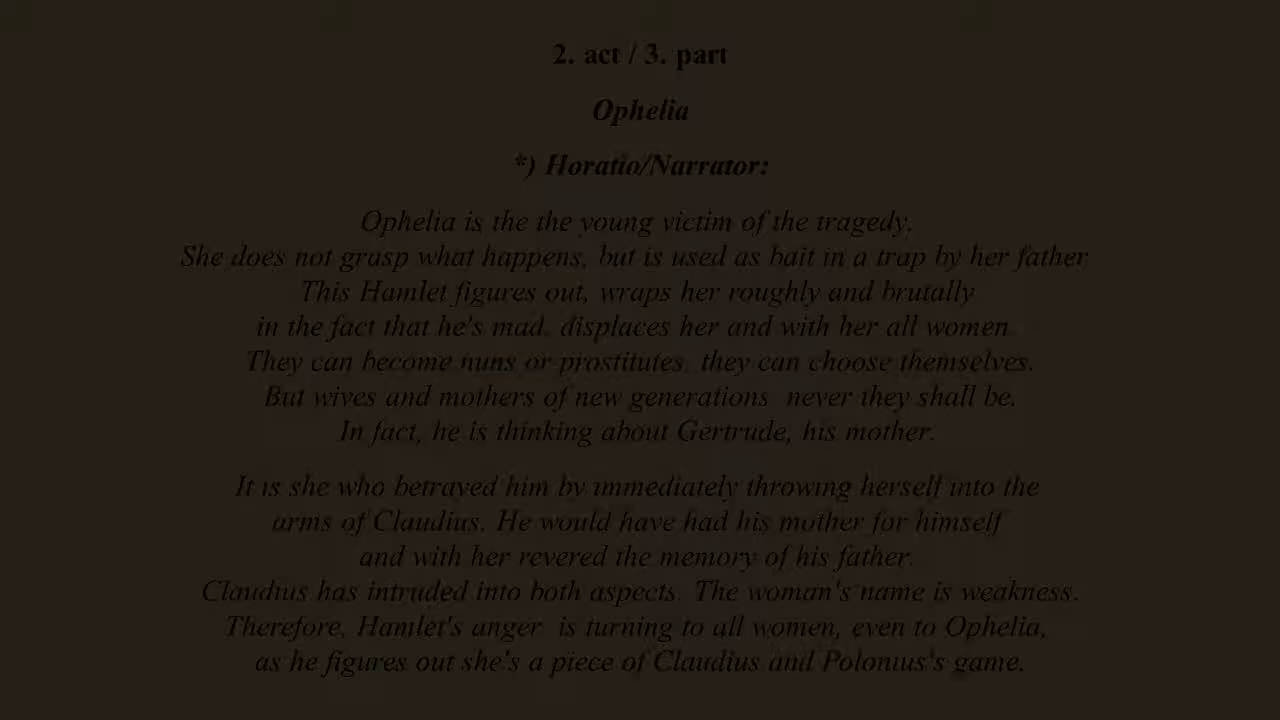 2. act / 3. part
Ophelia
*) Horatio/Narrator:
Ophelia is the the young victim of the tragedy.
She does not grasp what happens, but is used as bait in a trap by her father.
This Hamlet figures out, wraps her roughly and brutally
in the fact that he's mad, displaces her and with her all women.
They can become nuns or prostitutes, they can choose themselves.
But wives and mothers of new generations never they shall be.
In fact, he is thinking about Gertrude, his mother.
It is she who betrayed him by immediately throwing herself into the
arms of Claudius. He would have had his mother for himself
and with her revered the memory of his father.
Claudius has intruded into both aspects. The woman's name is weakness.
Therefore, Hamlet's anger is turning to all women, even to Ophelia,
as he figures out she's a piece of Claudius and Polonius's game.